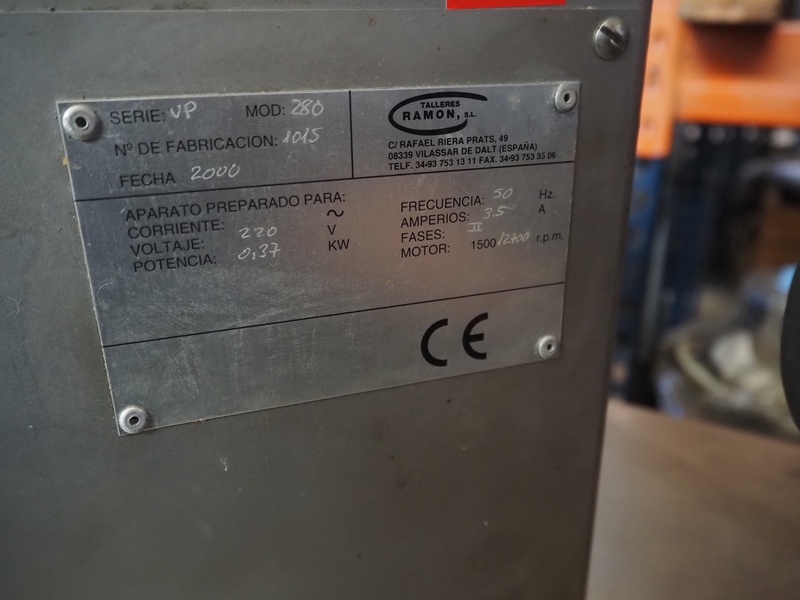 SERIE: VP MOD: 280
Nº DE FABRICACION: 1015
FECHA 2000
TALLERES
RAMON, S.L.
C/ RAFAEL RIERA PRATS, 49
08339 VILASSAR DE DALT (ESPAÑA)
TELF. 34-93 753 13 11 FAX. 34-93 753 35 06
APARATO PREPARADO PARA:
CORRIENTE: ~
VOLTAJE: 220 V
POTENCIA: 0,37 KW
FRECUENCIA: 50 Hz.
AMPERIOS: 3.5 A
FASES: II
MOTOR: 1500/2700 r.p.m.
CE